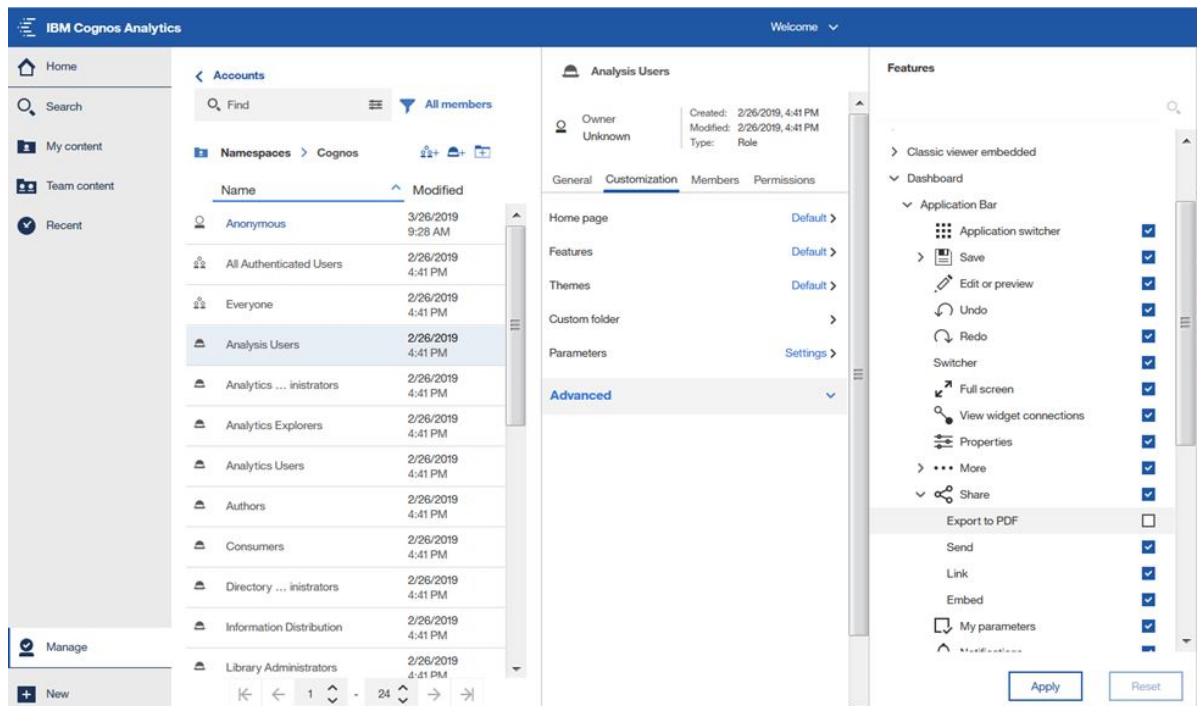 IBM Cognos Analytics
Welcome
Home
Search
My content
Team content
Recent
Manage
New
Accounts
Find
All members
Namespaces > Cognos
Name Modified
Anonymous 3/26/2019
9:28 AM
All Authenticated Users 2/26/2019
4:41 PM
Everyone 2/26/2019
4:41 PM
Analysis Users 2/26/2019
4:41 PM
Analytics ... inistrators 2/26/2019
4:41 PM
Analytics Explorers 2/26/2019
4:41 PM
Analytics Users 2/26/2019
4:41 PM
Authors 2/26/2019
4:41 PM
Consumers 2/26/2019
4:41 PM
Directory ... inistrators 2/26/2019
4:41 PM
Information Distribution 2/26/2019
4:41 PM
Library Administrators 2/26/2019
4:41 PM
1 - 24
Analysis Users
Owner
Unknown
Created: 2/26/2019, 4:41 PM
Modified: 2/26/2019, 4:41 PM
Type: Role
General Customization Members Permissions
Home page Default >
Features Default >
Themes Default >
Custom folder >
Parameters Settings >
Advanced
Features
Classic viewer embedded
Dashboard
Application Bar
Application switcher
Save
Edit or preview
Undo
Redo
Switcher
Full screen
View widget connections
Properties
More
Share
Export to PDF
Send
Link
Embed
My parameters
Notifications
Apply Reset